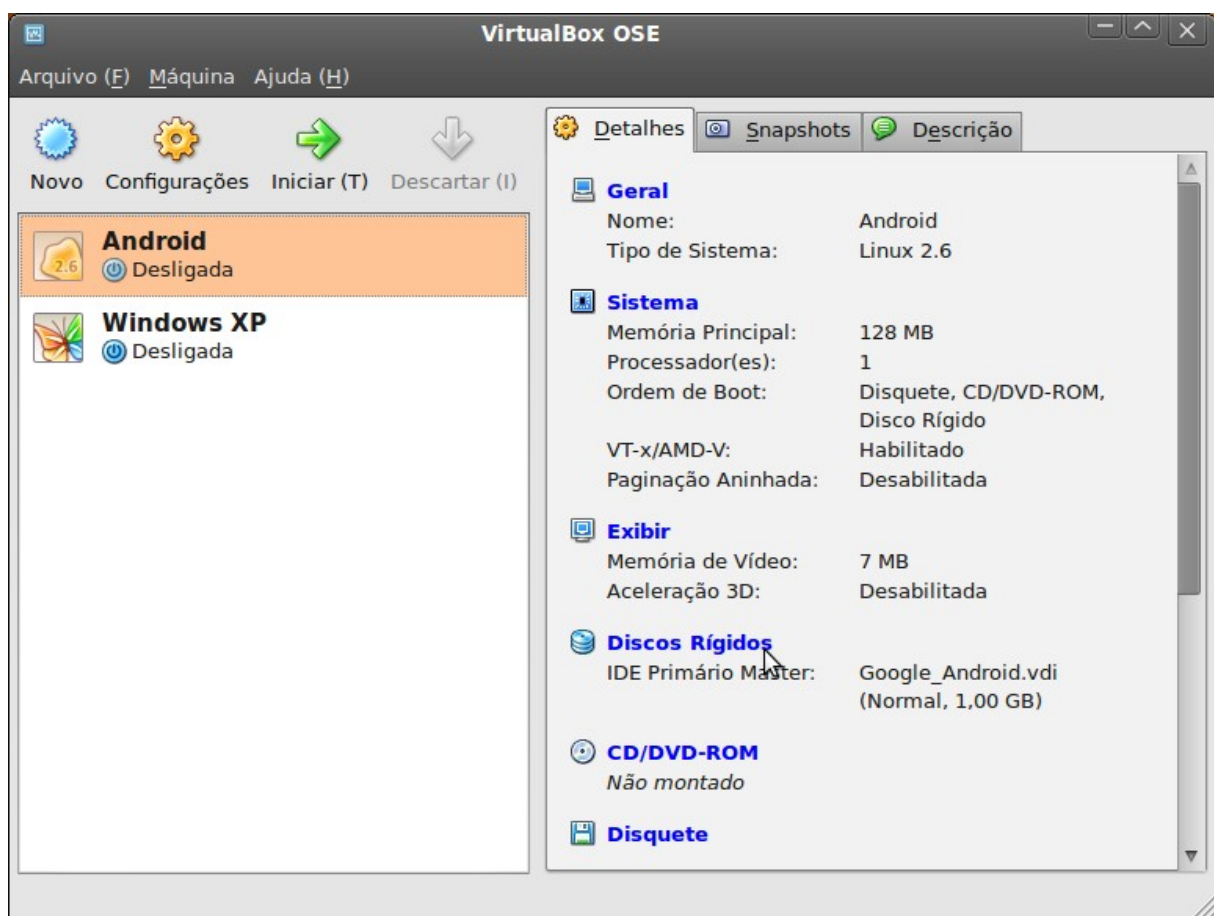 VirtualBox OSE
Arquivo (F) Máquina Ajuda (H)
Novo Configurações Iniciar (T) Descartar (I)
Android
2.6
Desligada
Windows XP
Desligada
Detalhes Snapshots Descrição
Geral
Nome: Android
Tipo de Sistema: Linux 2.6
Sistema
Memória Principal: 128 MB
Processador(es): 1
Ordem de Boot: Disquete, CD/DVD-ROM,
Disco Rígido
VT-x/AMD-V: Habilitado
Paginação Aninhada: Desabilitada
Exibir
Memória de Vídeo: 7 MB
Aceleração 3D: Desabilitada
Discos Rígidos
IDE Primário Master: Google_Android.vdi
(Normal, 1,00 GB)
CD/DVD-ROM
Não montado
Disquete